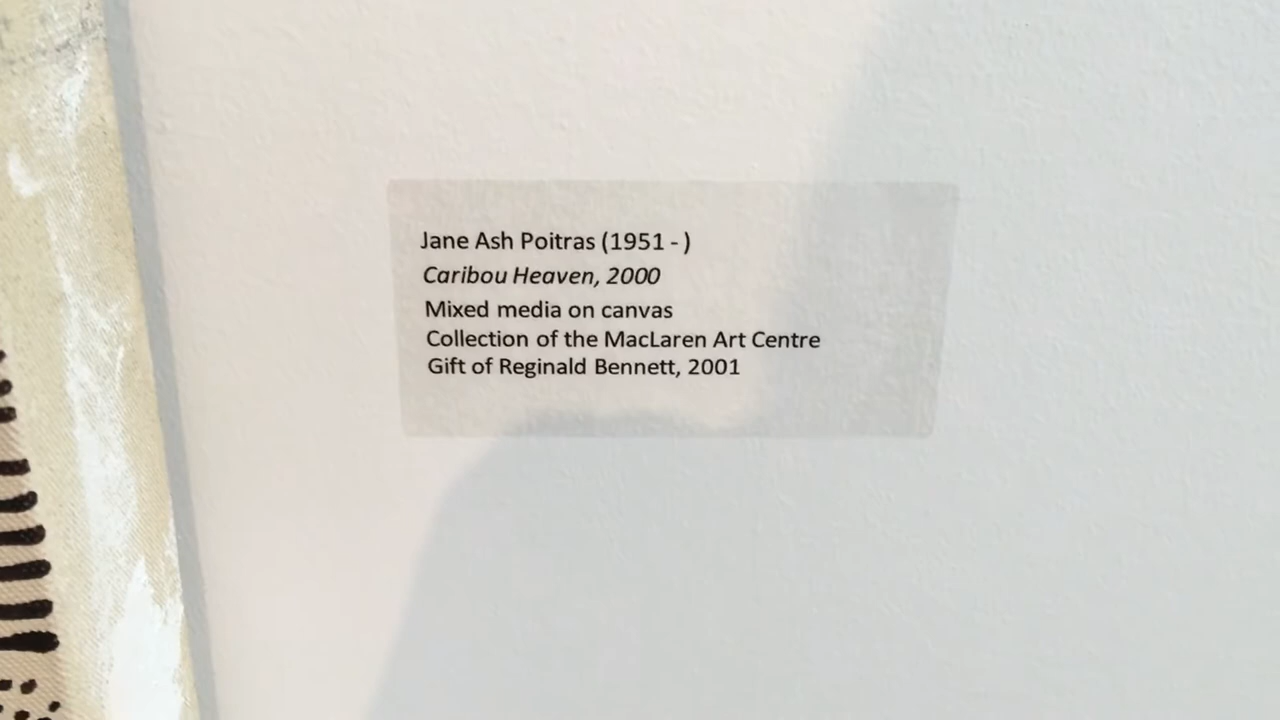 Jane Ash Poitras (1951 - )
Caribou Heaven, 2000
Mixed media on canvas
Collection of the MacLaren Art Centre
Gift of Reginald Bennett, 2001